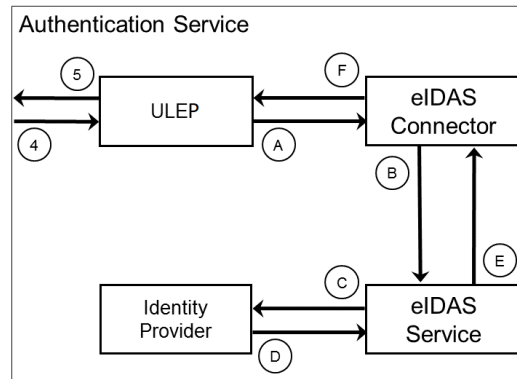 Authentication Service
5
F
ULEP
eIDAS
Connector
4
A
B
E
C
Identity
Provider
eIDAS
Service
D